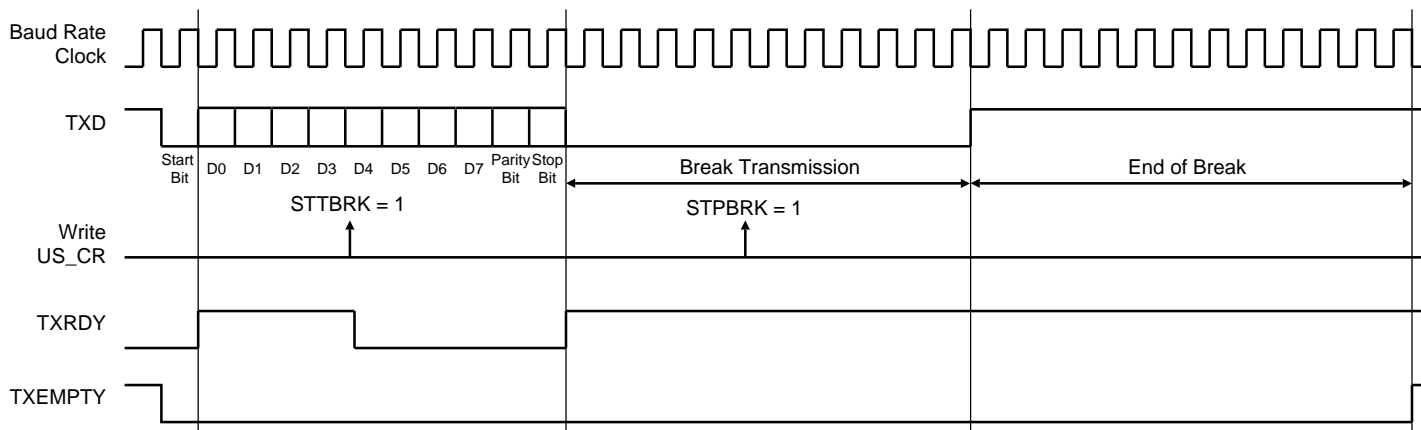 Baud Rate
Clock
TXD
Start
Bit
D0 D1 D2 D3 D4 D5 D6 D7
Parity
Bit
Stop
Bit
Break Transmission
End of Break
STTBRK = 1
STPBRK = 1
Write
US_CR
TXRDY
TXEMPTY